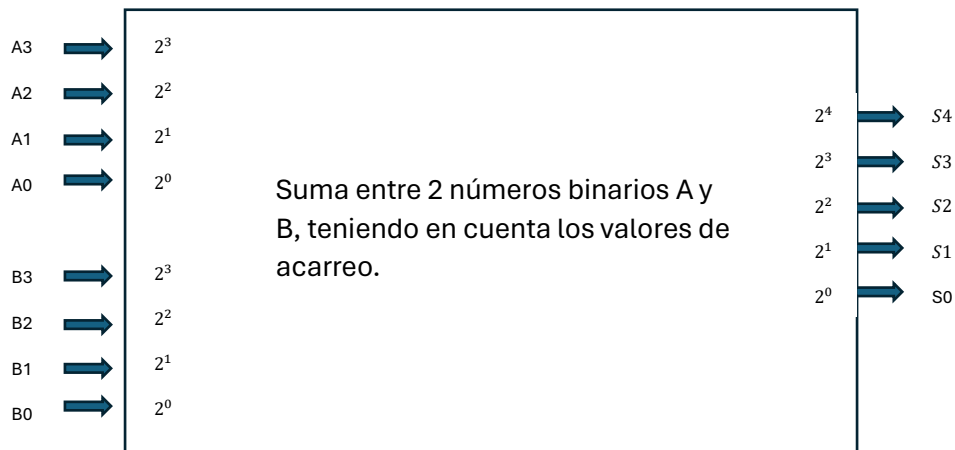 A3 2³
A2 2²
A1 2¹
A0 2⁰
B3 2³
B2 2²
B1 2¹
B0 2⁰
Suma entre 2 números binarios A y
B, teniendo en cuenta los valores de
acarreo.
2⁴ S4
2³ S3
2² S2
2¹ S1
2⁰ S0